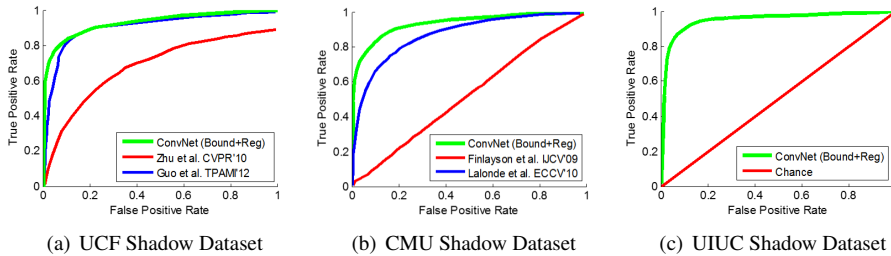 1
0.8
0.6
0.4
0.2
0
True Positive Rate
0 0.2 0.4 0.6 0.8 1
False Positive Rate
ConvNet (Bound+Reg)
Zhu et al. CVPR'10
Guo et al. TPAMI'12
(a) UCF Shadow Dataset
1
0.8
0.6
0.4
0.2
0
True Positive Rate
0 0.2 0.4 0.6 0.8 1
False Positive Rate
ConvNet (Bound+Reg)
Finlayson et al. IJCV'09
Lalonde et al. ECCV'10
(b) CMU Shadow Dataset
1
0.8
0.6
0.4
0.2
0
True Positive Rate
0 0.2 0.4 0.6 0.8
False Positive Rate
ConvNet (Bound+Reg)
Chance
(c) UIUC Shadow Dataset